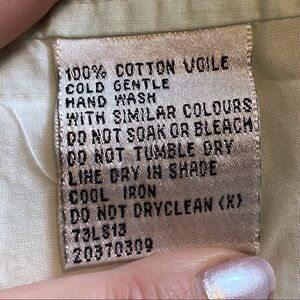 100% COTTON VOILE
COLD GENTLE
HAND WASH
WITH SIMILAR COLOURS
DO NOT SOAK OR BLEACH
DO NOT TUMBLE DRY
LINE DRY IN SHADE
COOL IRON
DO NOT DRYCLEAN (X)
73LS13
20370309